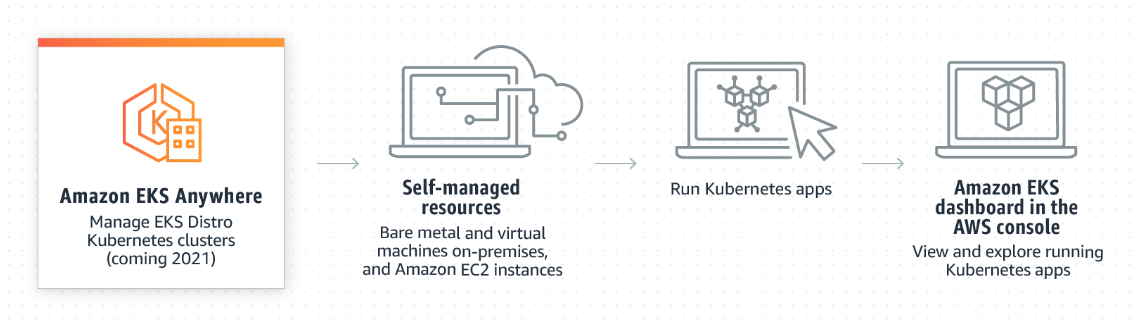 K
Amazon EKS Anywhere
Manage EKS Distro
Kubernetes clusters
(coming 2021)
Self-managed
resources
Bare metal and virtual
machines on-premises,
and Amazon EC2 instances
Run Kubernetes apps
Amazon EKS
dashboard in the
AWS console
View and explore running
Kubernetes apps